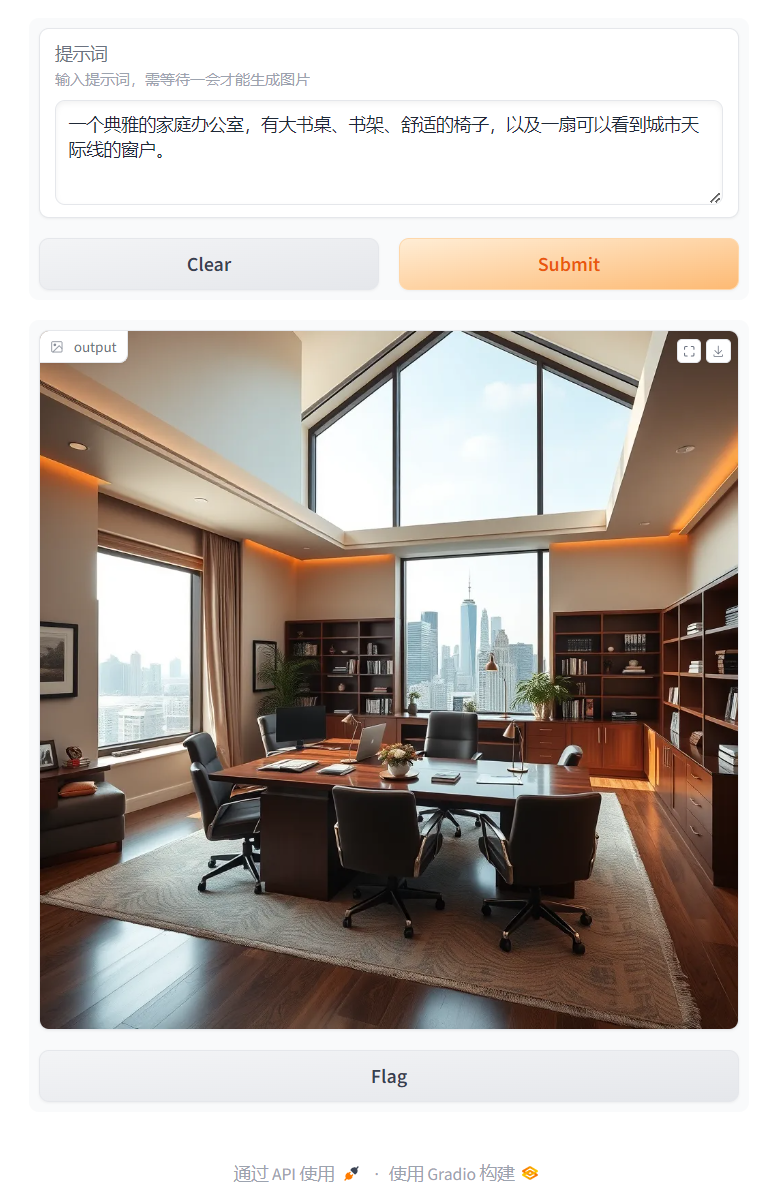 提示词
输入提示词，需等待一会才能生成图片
一个典雅的家庭办公室，有大书桌、书架、舒适的椅子，以及一扇可以看到城市天
际线的窗户。
Clear
Submit
output
Flag
通过 API 使用 · 使用 Gradio 构建